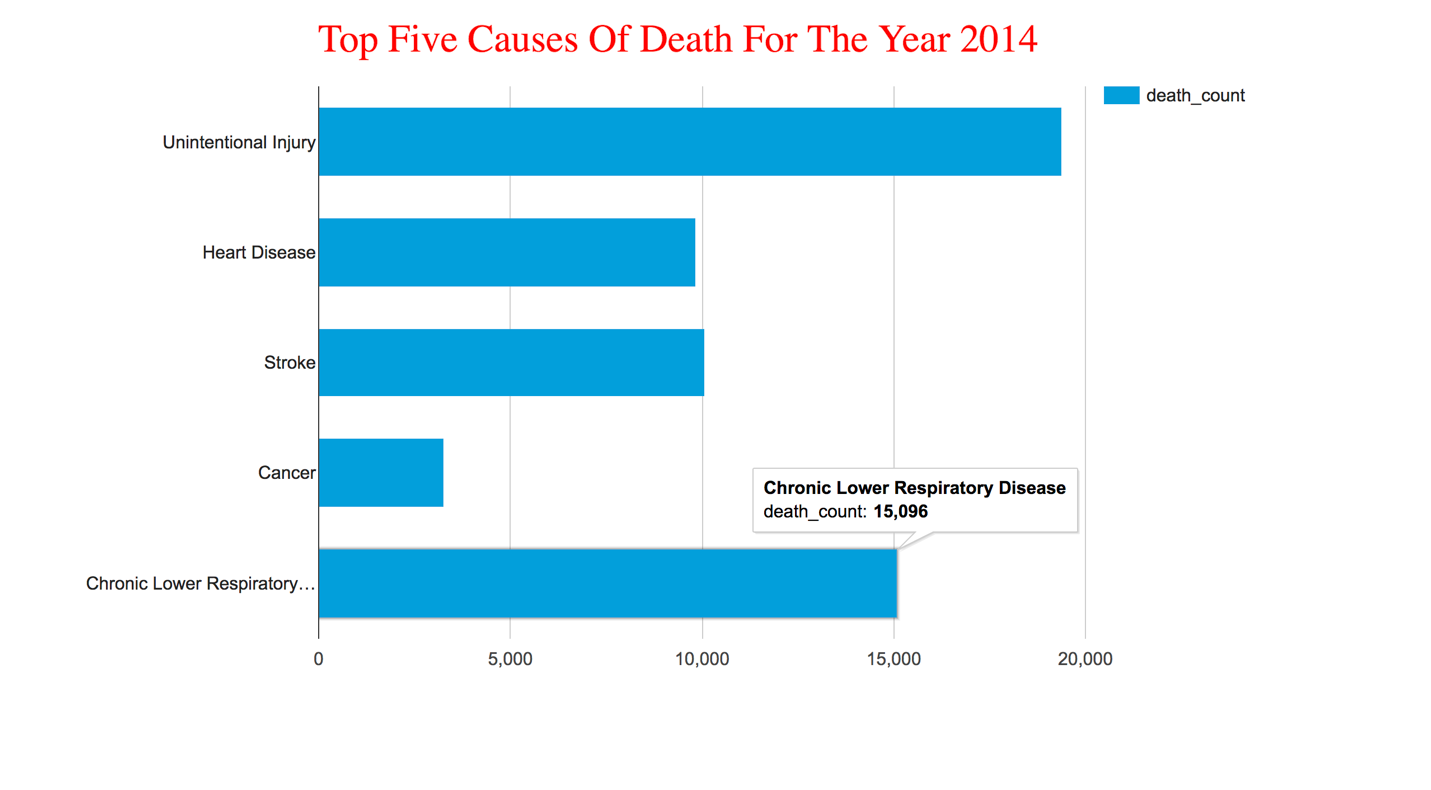 Top Five Causes Of Death For The Year 2014
death_count
Unintentional Injury
Heart Disease
Stroke
Cancer
Chronic Lower Respiratory Disease
death_count: 15,096
Chronic Lower Respiratory…
0 5,000 10,000 15,000 20,000